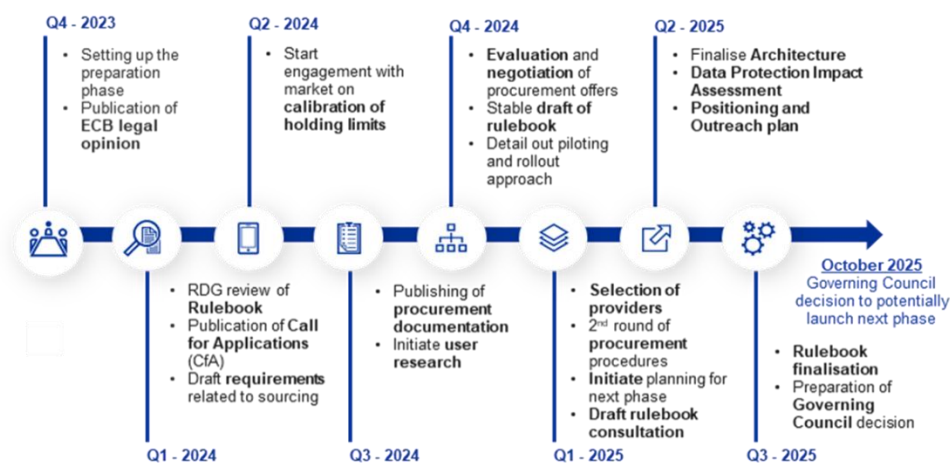 Q4 - 2023
• Setting up the
preparation
phase
• Publication of
ECB legal
opinion
Q2 - 2024
• Start
engagement with
market on
calibration of
holding limits
Q4 - 2024
• Evaluation and
negotiation of
procurement offers
• Stable draft of
rulebook
• Detail out piloting
and rollout
approach
Q2 - 2025
• Finalise Architecture
• Data Protection Impact
Assessment
• Positioning and
Outreach plan
• RDG review of
Rulebook
• Publication of Call
for Applications
(CfA)
• Draft requirements
related to sourcing
Q1 - 2024
• Publishing of
procurement
documentation
• Initiate user
research
Q3 - 2024
• Selection of
providers
• 2nd round of
procurement
procedures
• Initiate planning for
next phase
• Draft rulebook
consultation
Q1 - 2025
October 2025
Governing Council
decision to potentially
launch next phase
• Rulebook
finalisation
• Preparation of
Governing
Council decision
Q3 - 2025